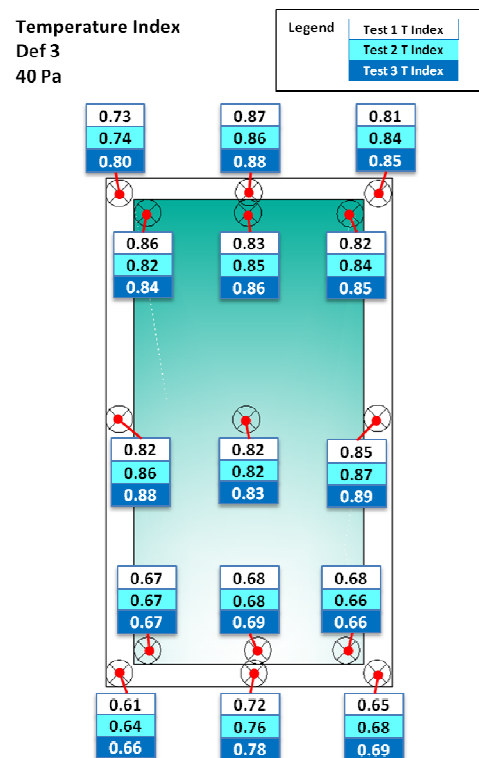 Temperature Index
Def 3
40 Pa
Legend
Test 1 T Index
Test 2 T Index
Test 3 T Index
0.73 0.87 0.81
0.74 0.86 0.84
0.80 0.88 0.85
0.86 0.83 0.82
0.82 0.85 0.84
0.84 0.86 0.85
0.82 0.82 0.85
0.86 0.82 0.87
0.88 0.83 0.89
0.67 0.68 0.68
0.67 0.68 0.66
0.67 0.69 0.66
0.61 0.72 0.65
0.64 0.76 0.68
0.66 0.78 0.69